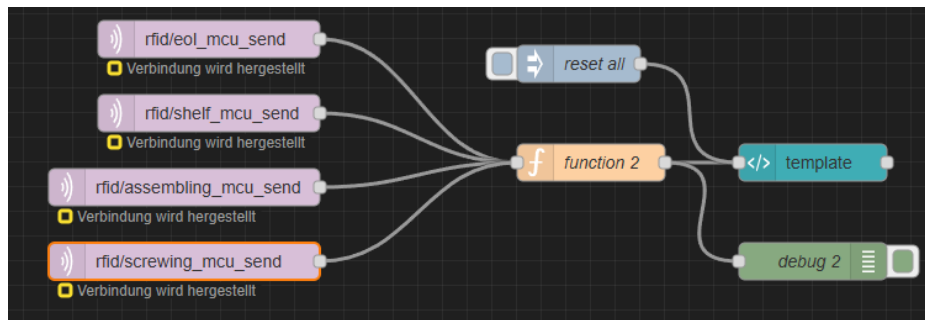 rfid/eol_mcu_send
Verbindung wird hergestellt
reset all
rfid/shelf_mcu_send
Verbindung wird hergestellt
function 2
template
rfid/assembling_mcu_send
Verbindung wird hergestellt
rfid/screwing_mcu_send
Verbindung wird hergestellt
debug 2